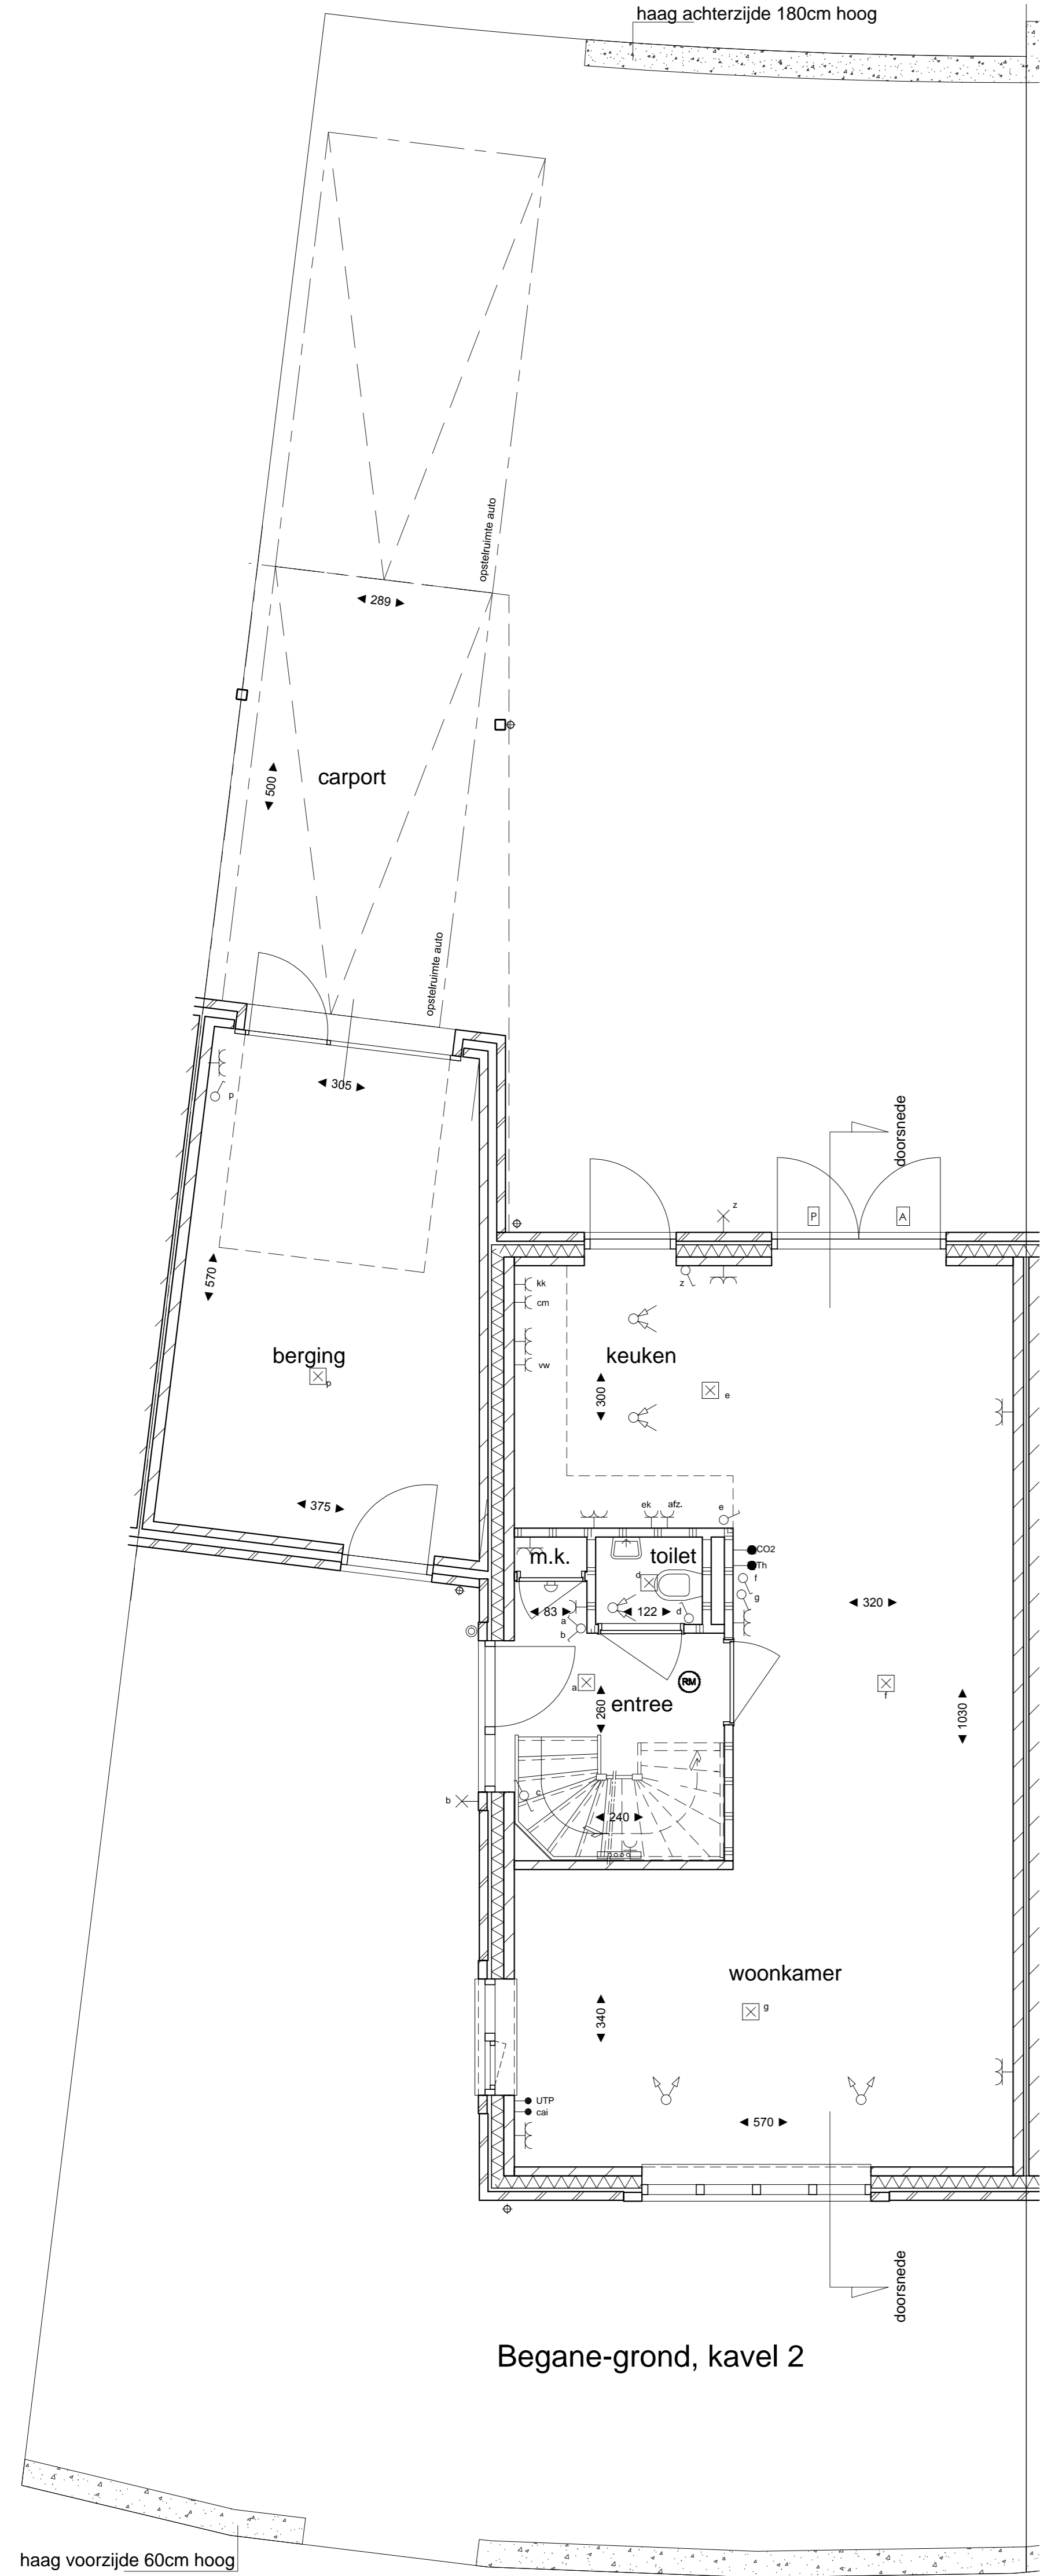 haag achterzijde 180cm hoog
opstelruimte auto
289
carport
500
opstelruimte auto
305
p
doorsnede
z
P
A
570
kk
z
cm
berging
keuken
vw
p
300
e
375
ek
afz.
e
m.k.
toilet
CO2
Th
d
f
g
83
122
d
320
a
b
RM
a
entree
f
260
1030
c
b
240
woonkamer
g
340
UTP
cai
570
doorsnede
Begane-grond, kavel 2
haag voorzijde 60cm hoog